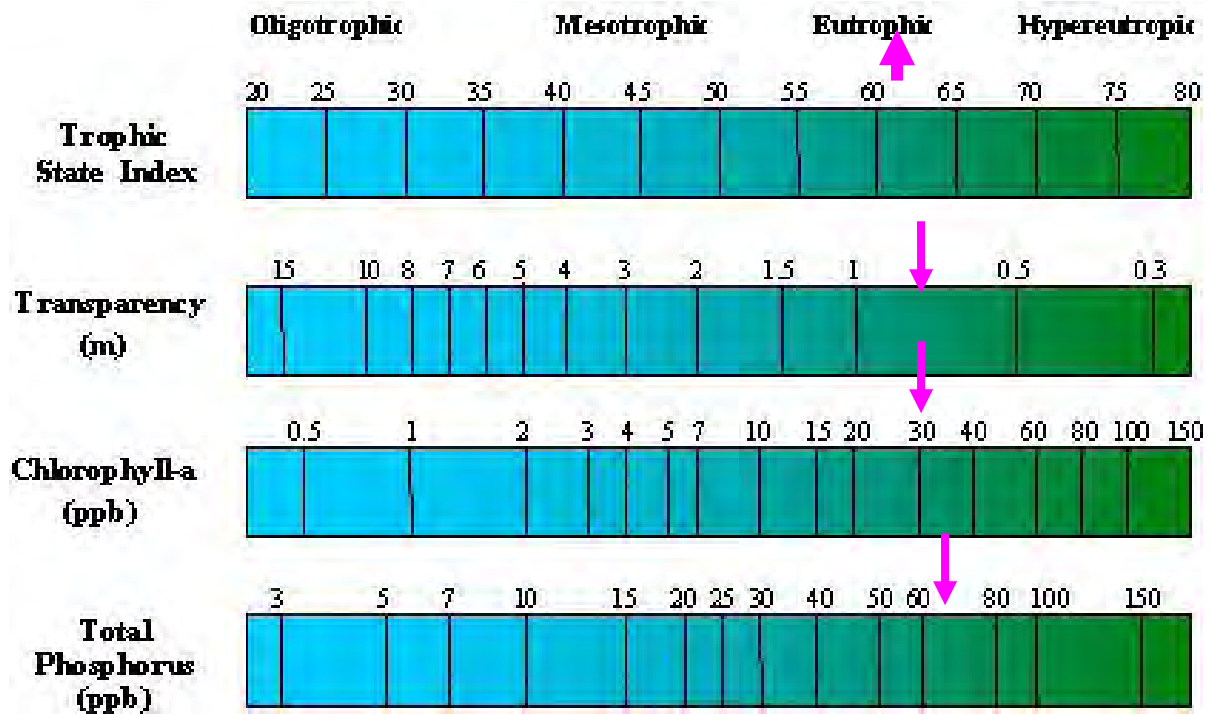 Oligotrophic Mesotrophic Eutrophic Hypereutropic
20 25 30 35 40 45 50 55 60 65 70 75 80
Trophic
State Index
15 10 8 7 6 5 4 3 2 1.5 1 0.5 0.3
Transparency
(m)
0.5 1 2 3 4 5 7 10 15 20 30 40 60 80 100 150
Chlorophyll-a
(ppb)
3 5 7 10 15 20 25 30 40 50 60 80 100 150
Total
Phosphorus
(ppb)